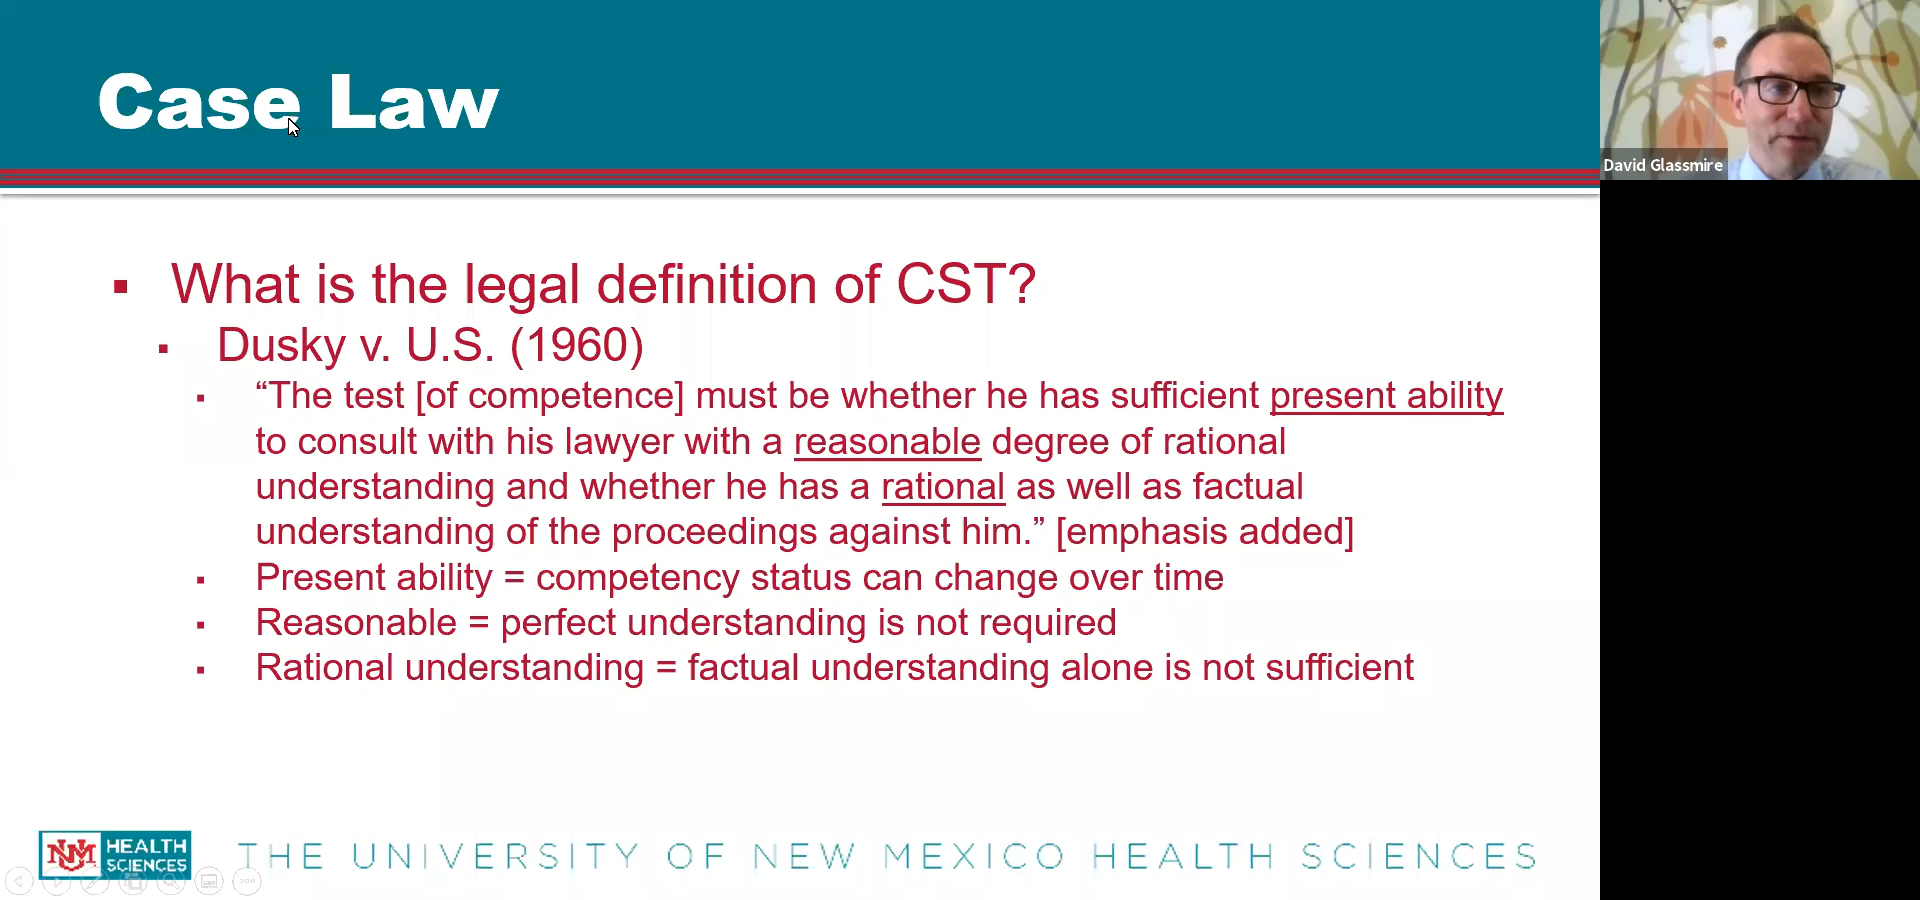 Case Law
David Glassmire
▪ What is the legal definition of CST?
▪ Dusky v. U.S. (1960)
▪ “The test [of competence] must be whether he has sufficient present ability
to consult with his lawyer with a reasonable degree of rational
understanding and whether he has a rational as well as factual
understanding of the proceedings against him.” [emphasis added]
▪ Present ability = competency status can change over time
▪ Reasonable = perfect understanding is not required
▪ Rational understanding = factual understanding alone is not sufficient
UNM HEALTH
SCIENCES
THE UNIVERSITY OF NEW MEXICO HEALTH SCIENCES